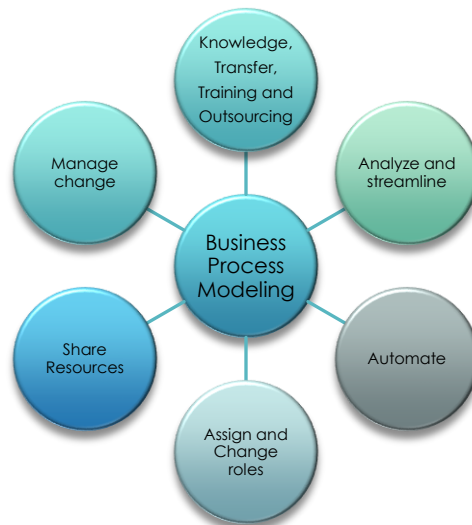 Knowledge,
Transfer,
Training and
Outsourcing
Manage
change
Analyze and
streamline
Business
Process
Modeling
Share
Resources
Automate
Assign and
Change
roles